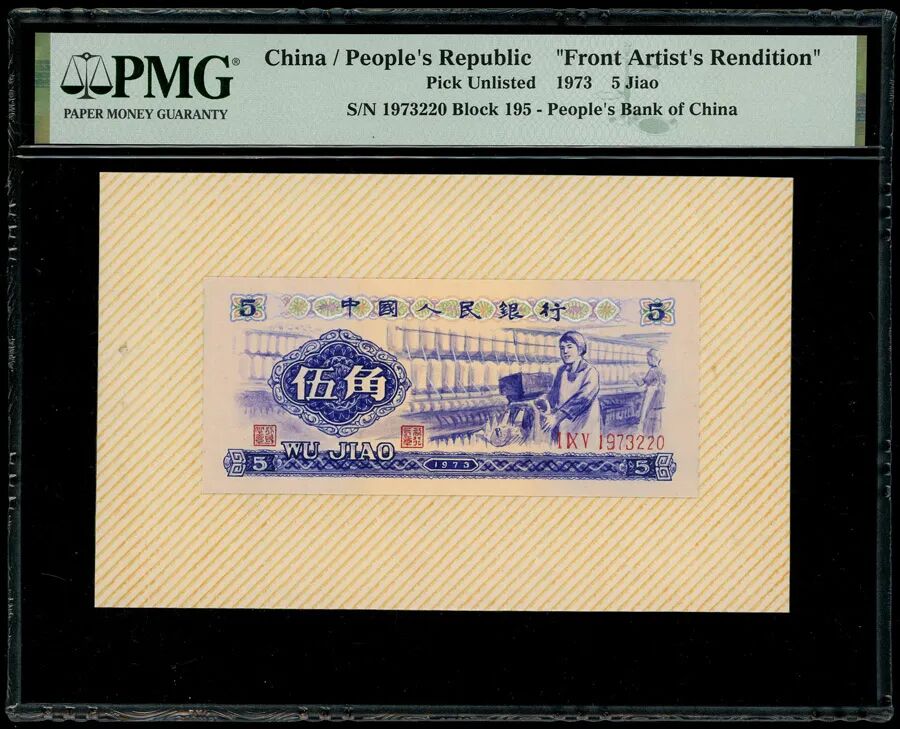 PMG®
PAPER MONEY GUARANTY
China / People's Republic "Front Artist's Rendition"
Pick Unlisted 1973 5 Jiao
S/N 1973220 Block 195 - People's Bank of China
5 中國人民銀行 5
伍角
IX V 1973220
WU JIAO
5 1973 5